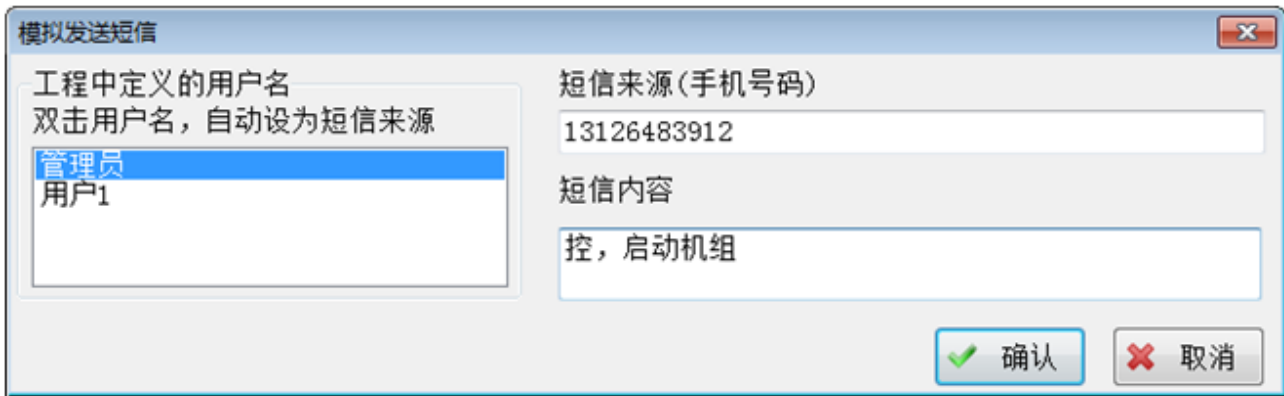 模拟发送短信
工程中定义的用户名
双击用户名，自动设为短信来源
管理员
用户1
短信来源(手机号码)
13126483912
短信内容
控，启动机组
确认
取消